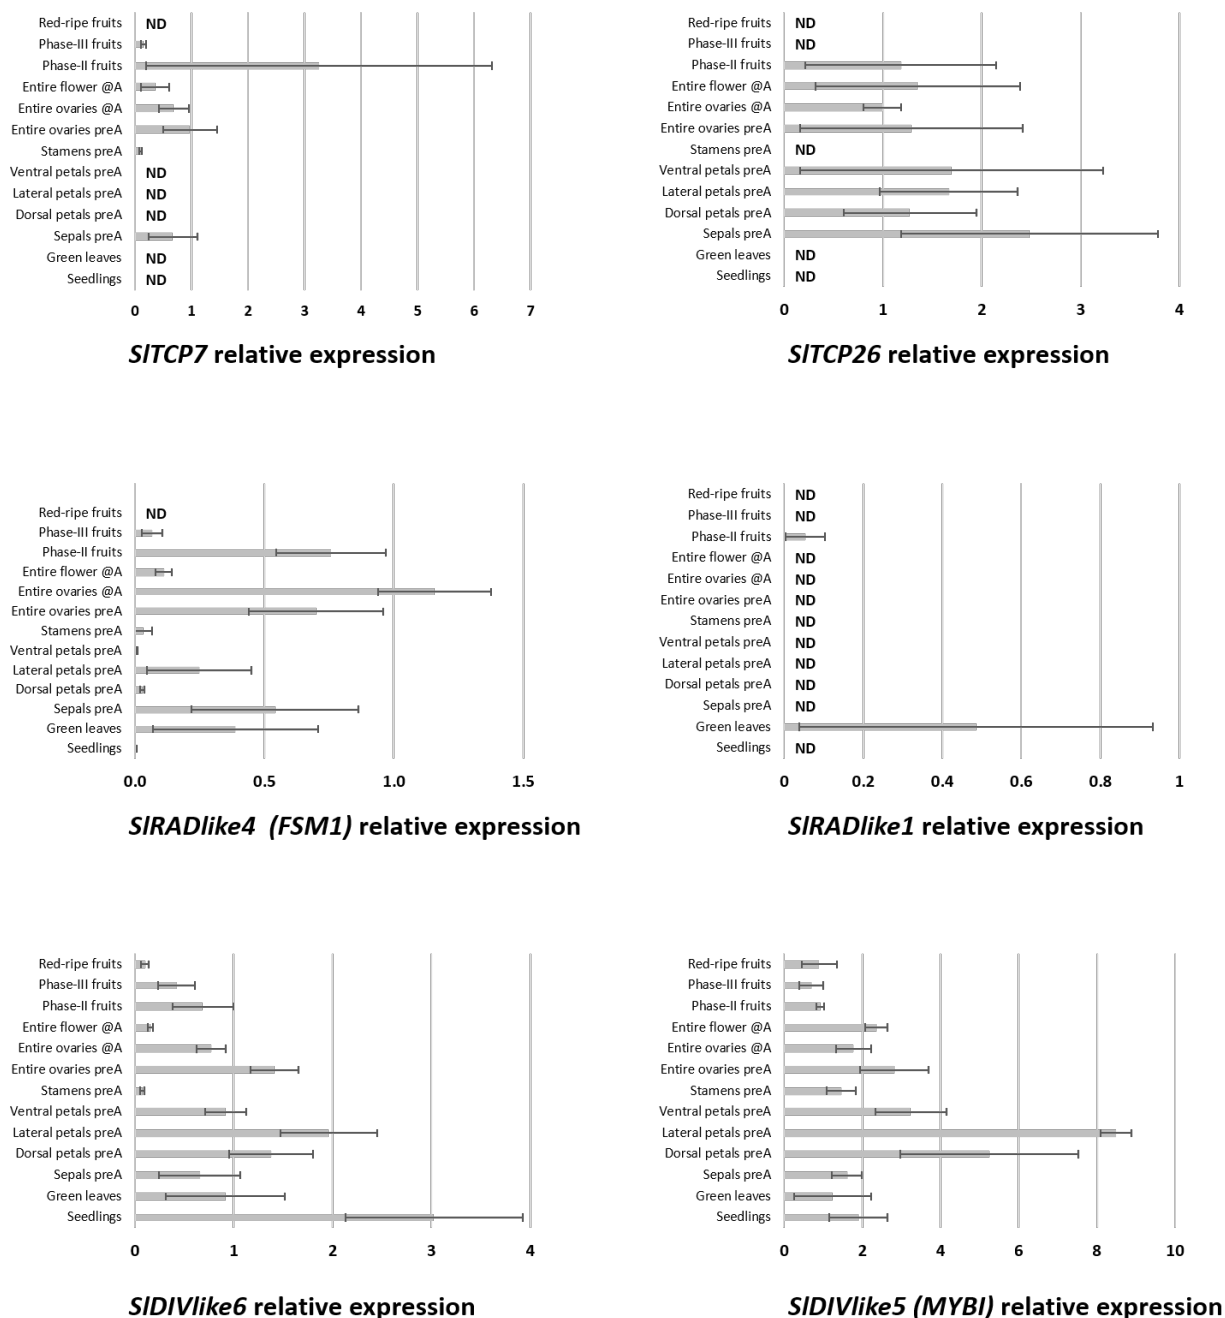 Red-ripe fruits ND
Phase-III fruits
Phase-II fruits
Entire flower @A
Entire ovaries @A
Entire ovaries preA
Stamens preA
Ventral petals preA ND
Lateral petals preA ND
Dorsal petals preA ND
Sepals preA
Green leaves ND
Seedlings ND
0 1 2 3 4 5 6 7
SlTCP7 relative expression
Red-ripe fruits ND
Phase-III fruits ND
Phase-II fruits
Entire flower @A
Entire ovaries @A
Entire ovaries preA
Stamens preA ND
Ventral petals preA
Lateral petals preA
Dorsal petals preA
Sepals preA
Green leaves ND
Seedlings ND
0 1 2 3 4
SlTCP26 relative expression
Red-ripe fruits ND
Phase-III fruits
Phase-II fruits
Entire flower @A
Entire ovaries @A
Entire ovaries preA
Stamens preA
Ventral petals preA
Lateral petals preA
Dorsal petals preA
Sepals preA
Green leaves
Seedlings
0.0 0.5 1.0 1.5
SlRADlike4 (FSM1) relative expression
Red-ripe fruits ND
Phase-III fruits ND
Phase-II fruits
Entire flower @A ND
Entire ovaries @A ND
Entire ovaries preA ND
Stamens preA ND
Ventral petals preA ND
Lateral petals preA ND
Dorsal petals preA ND
Sepals preA ND
Green leaves
Seedlings ND
0 0.2 0.4 0.6 0.8 1
SlRADlike1 relative expression
Red-ripe fruits
Phase-III fruits
Phase-II fruits
Entire flower @A
Entire ovaries @A
Entire ovaries preA
Stamens preA
Ventral petals preA
Lateral petals preA
Dorsal petals preA
Sepals preA
Green leaves
Seedlings
0 1 2 3 4
SlDIVlike6 relative expression
Red-ripe fruits
Phase-III fruits
Phase-II fruits
Entire flower @A
Entire ovaries @A
Entire ovaries preA
Stamens preA
Ventral petals preA
Lateral petals preA
Dorsal petals preA
Sepals preA
Green leaves
Seedlings
0 2 4 6 8 10
SlDIVlike5 (MYBI) relative expression